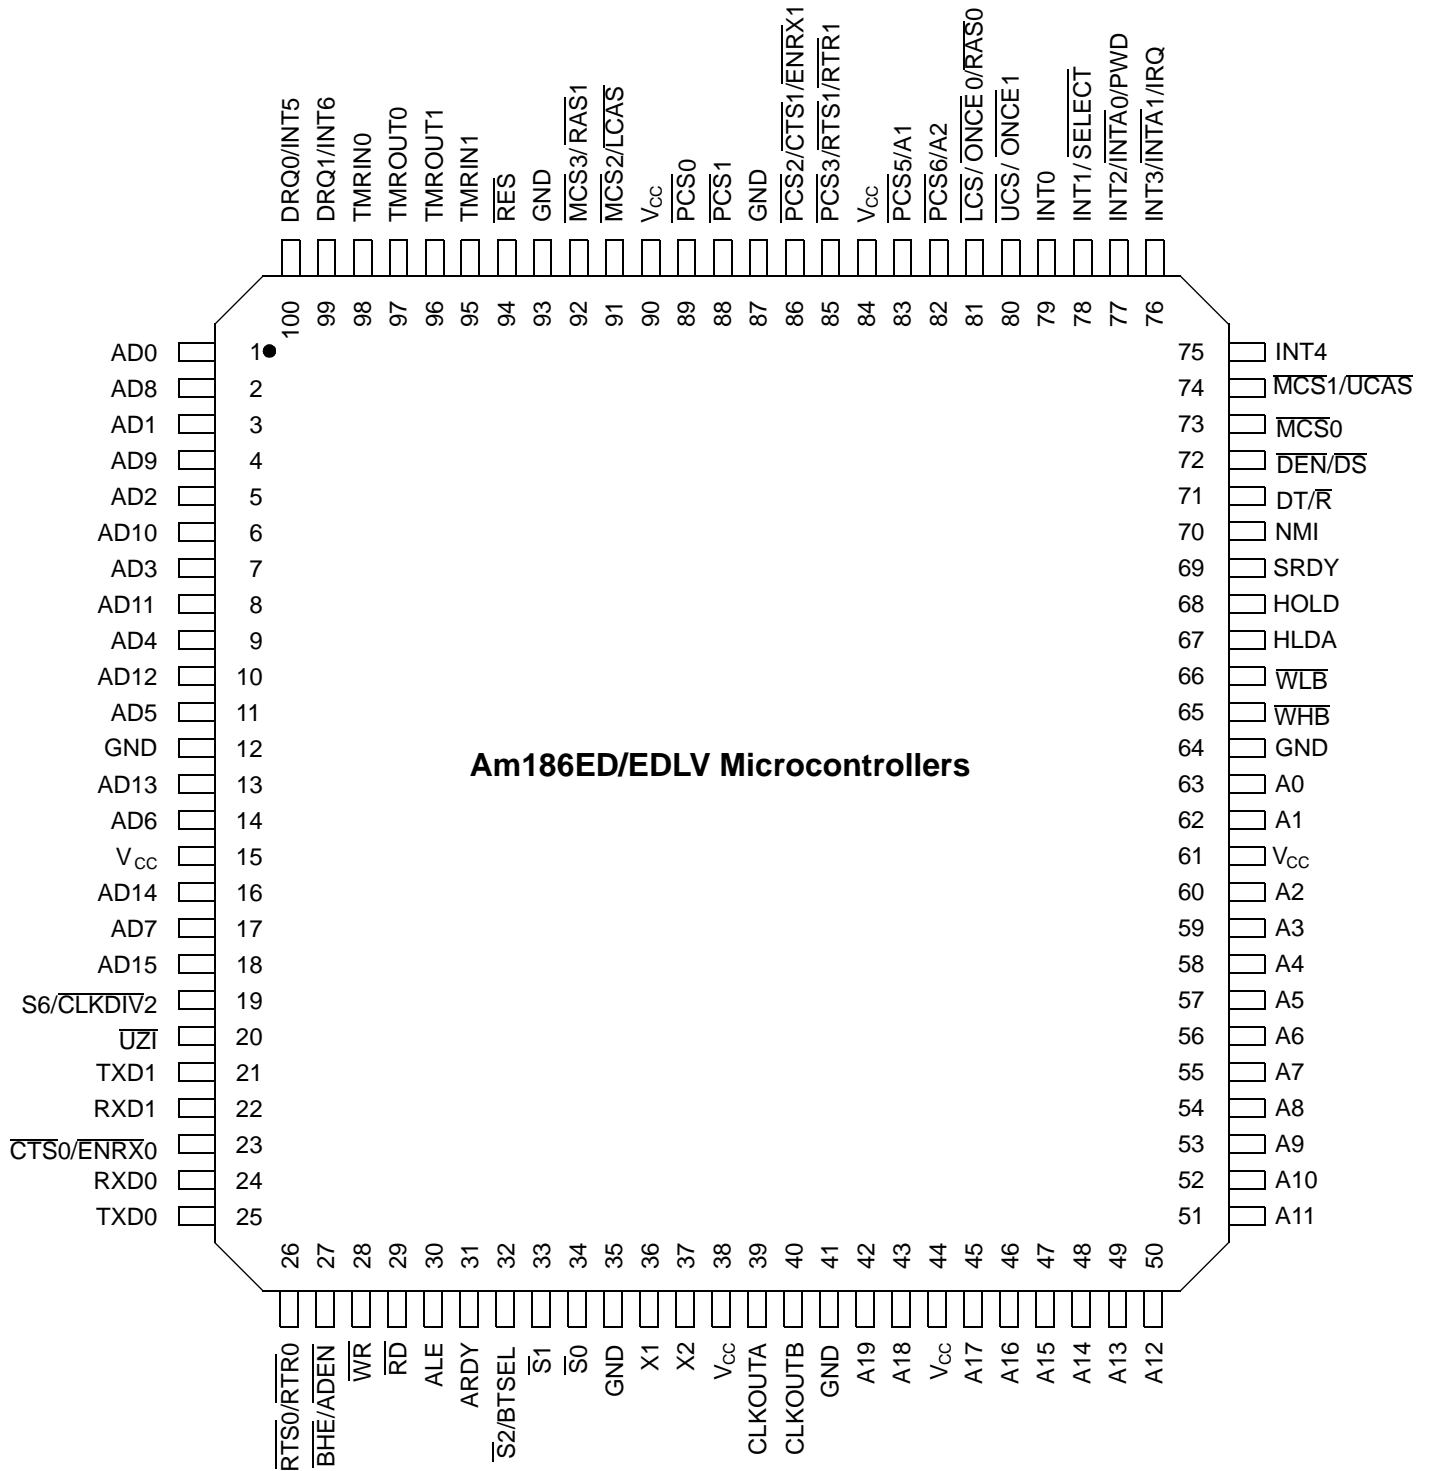 DRQ0/INT5
DRQ1/INT6
TMRIN0
TMROUT0
TMROUT1
TMRIN1
RES
GND
MCS3/ RAS1
MCS2/LCAS
VCC
PCS0
PCS1
GND
PCS2/CTS1/ENRX1
PCS3/RTS1/RTR1
VCC
PCS5/A1
PCS6/A2
LCS/ ONCE 0/RAS0
UCS/ ONCE1
INT0
INT1/ SELECT
INT2/INTA0/PWD
INT3/INTA1/IRQ
100
99
98
97
96
95
94
93
92
91
90
89
88
87
86
85
84
83
82
81
80
79
78
77
76
AD0 1 75 INT4
AD8 2 74 MCS1/UCAS
AD1 3 73 MCS0
AD9 4 72 DEN/DS
AD2 5 71 DT/R
AD10 6 70 NMI
AD3 7 69 SRDY
AD11 8 68 HOLD
AD4 9 67 HLDA
AD12 10 66 WLB
AD5 11 65 WHB
GND 12 64 GND
Am186ED/EDLV Microcontrollers
AD13 13 63 A0
AD6 14 62 A1
VCC 15 61 VCC
AD14 16 60 A2
AD7 17 59 A3
AD15 18 58 A4
S6/CLKDIV2 19 57 A5
UZI 20 56 A6
TXD1 21 55 A7
RXD1 22 54 A8
CTS0/ENRX0 23 53 A9
RXD0 24 52 A10
TXD0 25 51 A11
26
27
28
29
30
31
32
33
34
35
36
37
38
39
40
41
42
43
44
45
46
47
48
49
50
RTS0/RTR0
BHE/ADEN
WR
RD
ALE
ARDY
S2/BTSEL
S1
S0
GND
X1
X2
VCC
CLKOUTA
CLKOUTB
GND
A19
A18
VCC
A17
A16
A15
A14
A13
A12